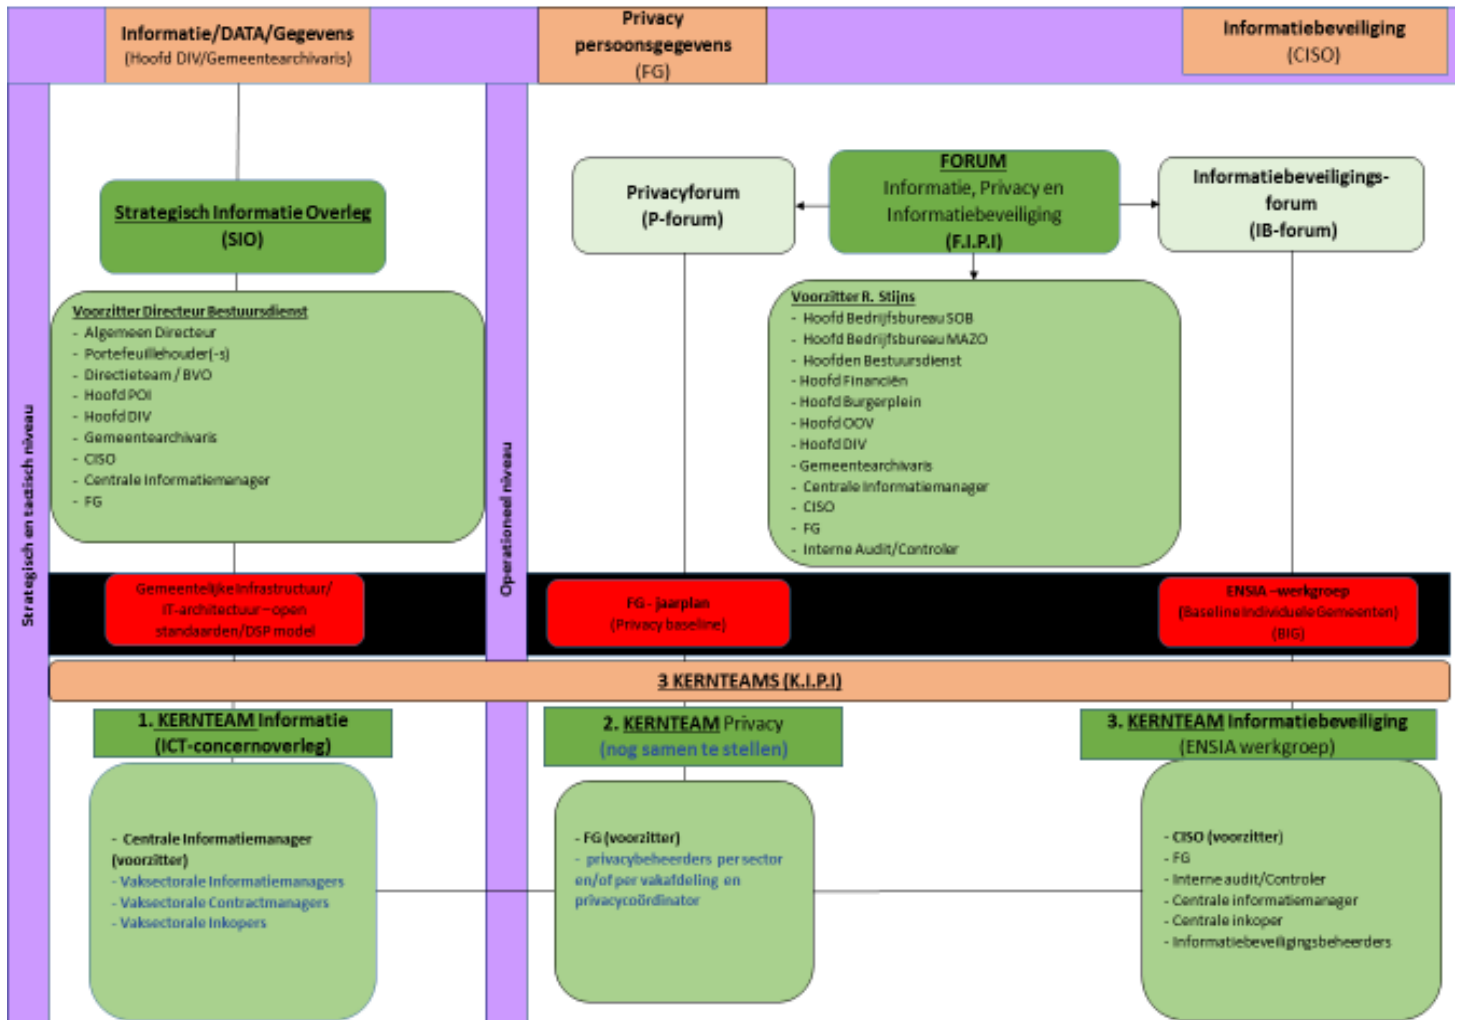 Informatie/DATA/Gegevens
(Hoofd DIV/Gemeentearchivaris)
Privacy
persoonsgegevens
(FG)
Informatiebeveiliging
(CISO)
Strategisch en tactisch niveau
Strategisch Informatie Overleg
(SIO)
Voorzitter Directeur Bestuursdienst
- Algemeen Directeur
- Portefeuillehouder(-s)
- Directieteam / BVO
- Hoofd POI
- Hoofd DIV
- Gemeentearchivaris
- CISO
- Centrale Informatiemanager
- FG
Operationeel niveau
Privacyforum
(P-forum)
FORUM
Informatie, Privacy en
Informatiebeveiliging
(F.I.P.I)
Informatiebeveiligings-
forum
(IB-forum)
Voorzitter R. Stijns
- Hoofd Bedrijfsbureau SOB
- Hoofd Bedrijfsbureau MAZO
- Hoofden Bestuursdienst
- Hoofd Financiën
- Hoofd Burgerplein
- Hoofd OOV
- Hoofd DIV
- Gemeentearchivaris
- Centrale Informatiemanager
- CISO
- FG
- Interne Audit/Controler
Gemeentelijke Infrastructuur/
IT-architectuur – open
standaarden/DSP model
FG - jaarplan
(Privacy baseline)
ENSIA - werkgroep
(Baseline Individuele Gemeenten)
(BIG)
3 KERNTEAMS (K.I.P.I)
1. KERNTEAM Informatie
(ICT-concernoverleg)
2. KERNTEAM Privacy
(nog samen te stellen)
3. KERNTEAM Informatiebeveiliging
(ENSIA werkgroep)
- Centrale Informatiemanager
(voorzitter)
- Vaksectorale Informatiemanagers
- Vaksectorale Contractmanagers
- Vaksectorale Inkopers
- FG (voorzitter)
- privacybeheerders per sector
en/of per vakafdeling en
privacycoördinator
- CISO (voorzitter)
- FG
- Interne audit/Controler
- Centrale informatiemanager
- Centrale inkoper
- Informatiebeveiligingsbeheerders